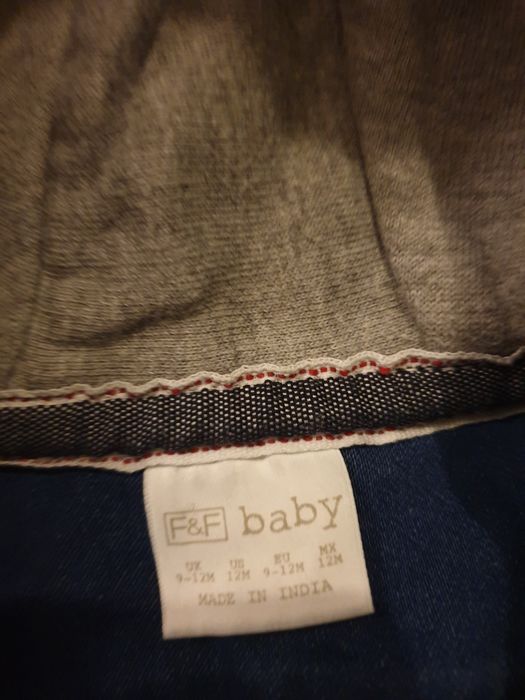 F&F baby
UK US EU MX
9-12M 12M 9-12M 12M
MADE IN INDIA